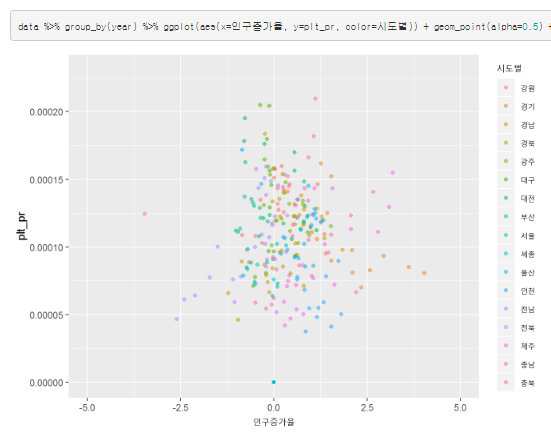 data %>% group_by(year) %>% ggplot(aes(x=인구증가율, y=plt_pr, color=시도별)) + geom_point(alpha=0.5) +
시도별
강원
경기
경남
경북
광주
대구
대전
부산
서울
세종
울산
인천
전남
전북
제주
충남
충북
plt_pr
0.00020
0.00015
0.00010
0.00005
0.00000
-5.0
-2.5
0.0
2.5
5.0
인구증가율